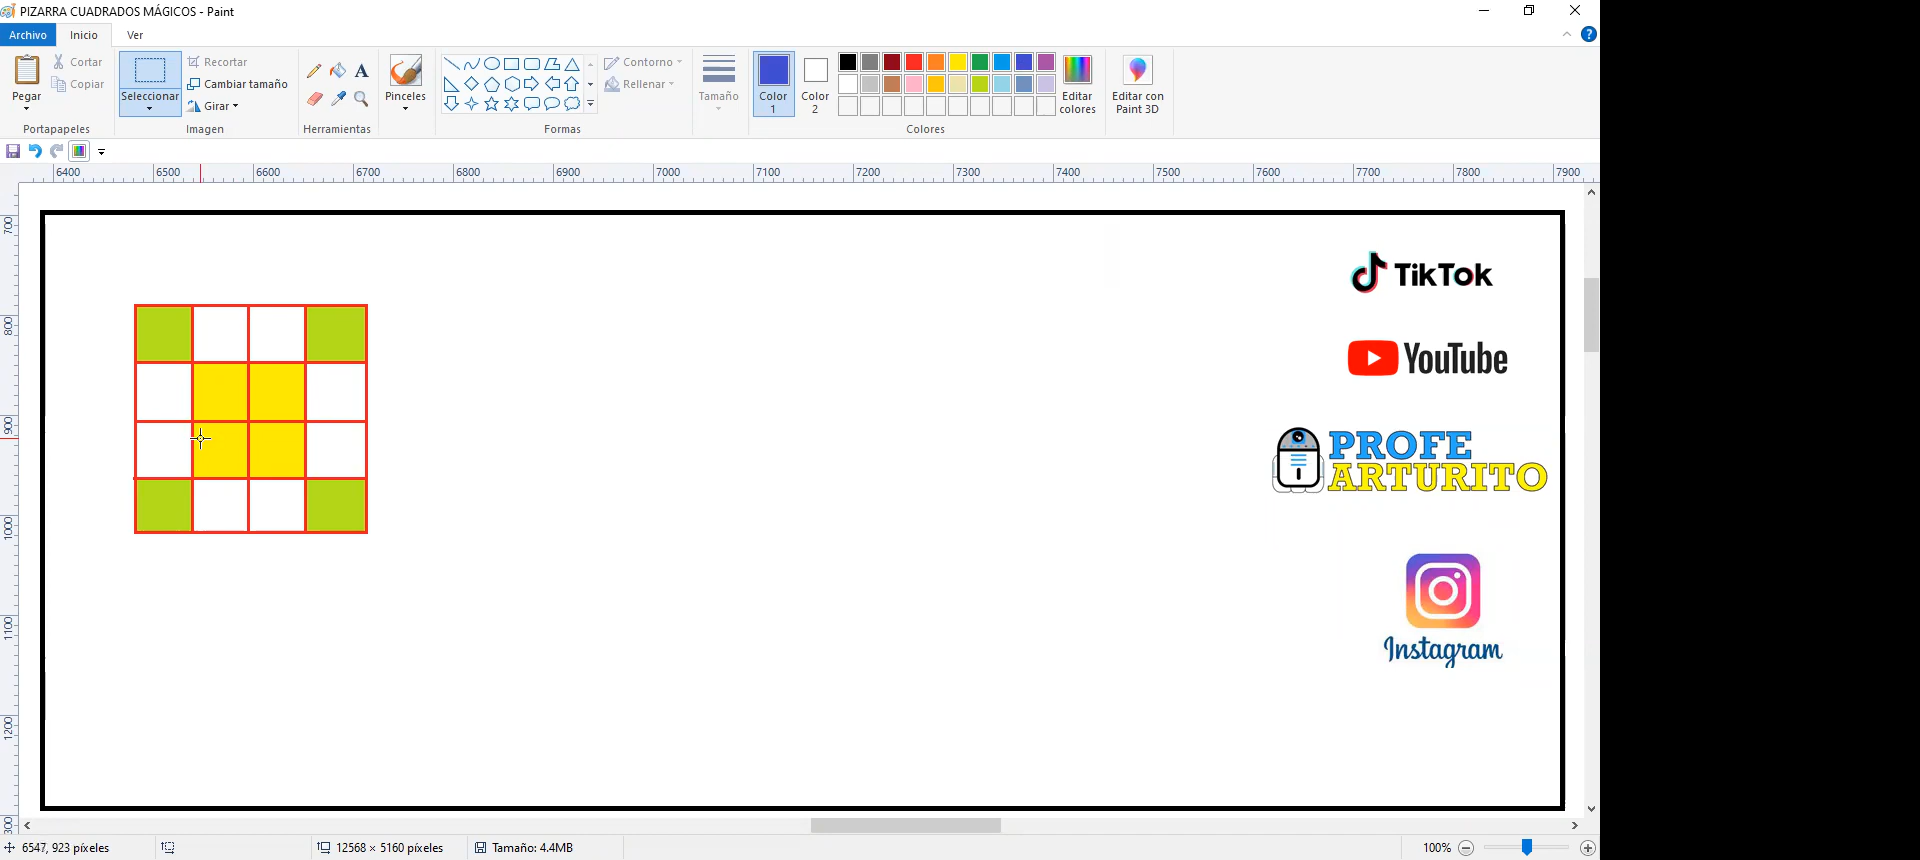 PIZARRA CUADRADOS MÁGICOS - Paint
Archivo Inicio Ver
Pegar
Cortar
Copiar
Portapapeles
Seleccionar
Recortar
Cambiar tamaño
Girar
Imagen
A
Herramientas
Pinceles
Contorno
Rellenar
Formas
Tamaño
Color
1
Color
2
Editar
colores
Colores
Editar con
Paint 3D
?
6400 6500 6600 6700 6800 6900 7000 7100 7200 7300 7400 7500 7600 7700 7800 7900
700
800
900
1000
1100
1200
300
TikTok
YouTube
PROFE
ARTURITO
Instagram
6547, 923 píxeles 12568 × 5160 píxeles Tamaño: 4.4MB 100%